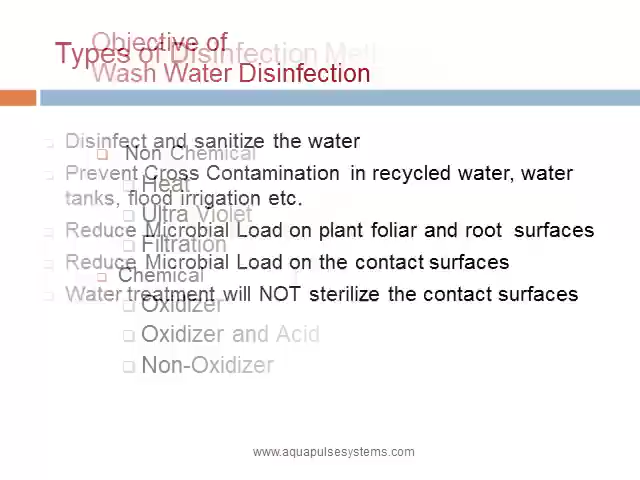 Objective of
Wash Water Disinfection
Types of Disinfection
Disinfect and sanitize the water
Prevent Cross Contamination in recycled water, water
tanks, flood irrigation etc.
Reduce Microbial Load on plant foliar and root surfaces
Reduce Microbial Load on the contact surfaces
Water treatment will NOT sterilize the contact surfaces
Non Chemical
Heat
Ultra Violet
Filtration
Chemical
Oxidizer
Oxidizer and Acid
Non-Oxidizer
www.aquapulsesystems.com